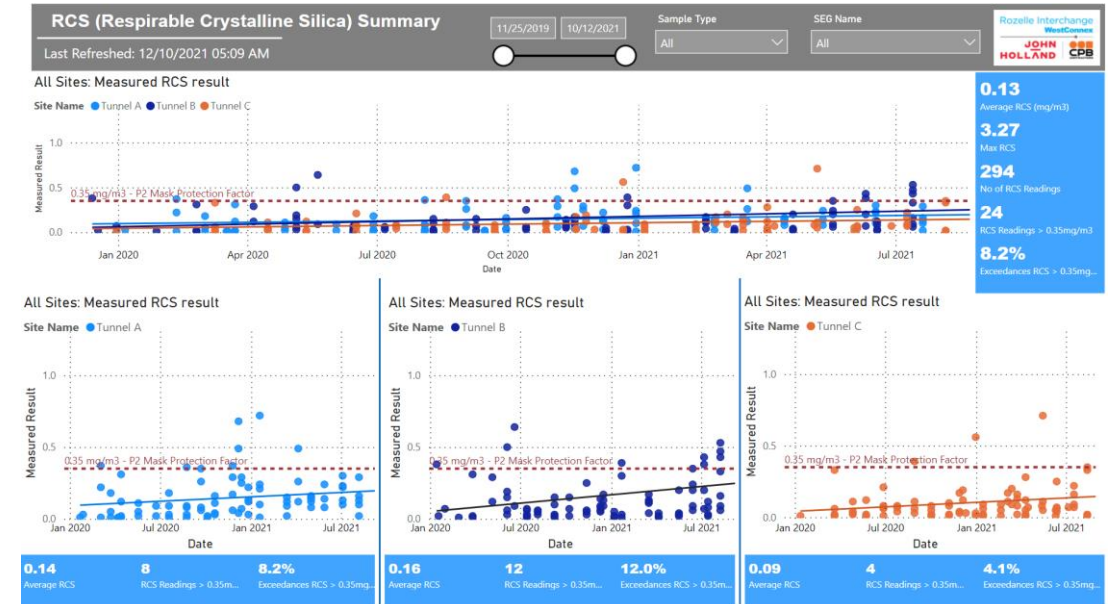 RCS (Respirable Crystalline Silica) Summary
Last Refreshed: 12/10/2021 05:09 AM
11/25/2019 10/12/2021
Sample Type
All
SEG Name
All
Rozelle Interchange
WestConnex
JOHN HOLLAND CPB
All Sites: Measured RCS result
Site Name Tunnel A Tunnel B Tunnel C
Measured Result
1.0
0.5
0.0
0.35 mg/m3 - P2 Mask Protection Factor
Jan 2020 Apr 2020 Jul 2020 Oct 2020 Jan 2021 Apr 2021 Jul 2021
Date
0.13
Average RCS (mg/m3)
3.27
Max RCS
294
No of RCS Readings
24
RCS Readings > 0.35mg/m3
8.2%
Exceedances RCS > 0.35mg...
All Sites: Measured RCS result
Site Name Tunnel A
Measured Result
1.0
0.5
0.0
0.35 mg/m3 - P2 Mask Protection Factor
Jan 2020 Jul 2020 Jan 2021 Jul 2021
Date
0.14
Average RCS
8
RCS Readings > 0.35m...
8.2%
Exceedances RCS > 0.35mg...
All Sites: Measured RCS result
Site Name Tunnel B
Measured Result
1.0
0.5
0.0
0.35 mg/m3 - P2 Mask Protection Factor
Jan 2020 Jul 2020 Jan 2021 Jul 2021
Date
0.16
Average RCS
12
RCS Readings > 0.35m...
12.0%
Exceedances RCS > 0.35mg...
All Sites: Measured RCS result
Site Name Tunnel C
Measured Result
1.0
0.5
0.0
0.35 mg/m3 - P2 Mask Protection Factor
Jan 2020 Jul 2020 Jan 2021 Jul 2021
Date
0.09
Average RCS
4
RCS Readings > 0.35m...
4.1%
Exceedances RCS > 0.35mg...